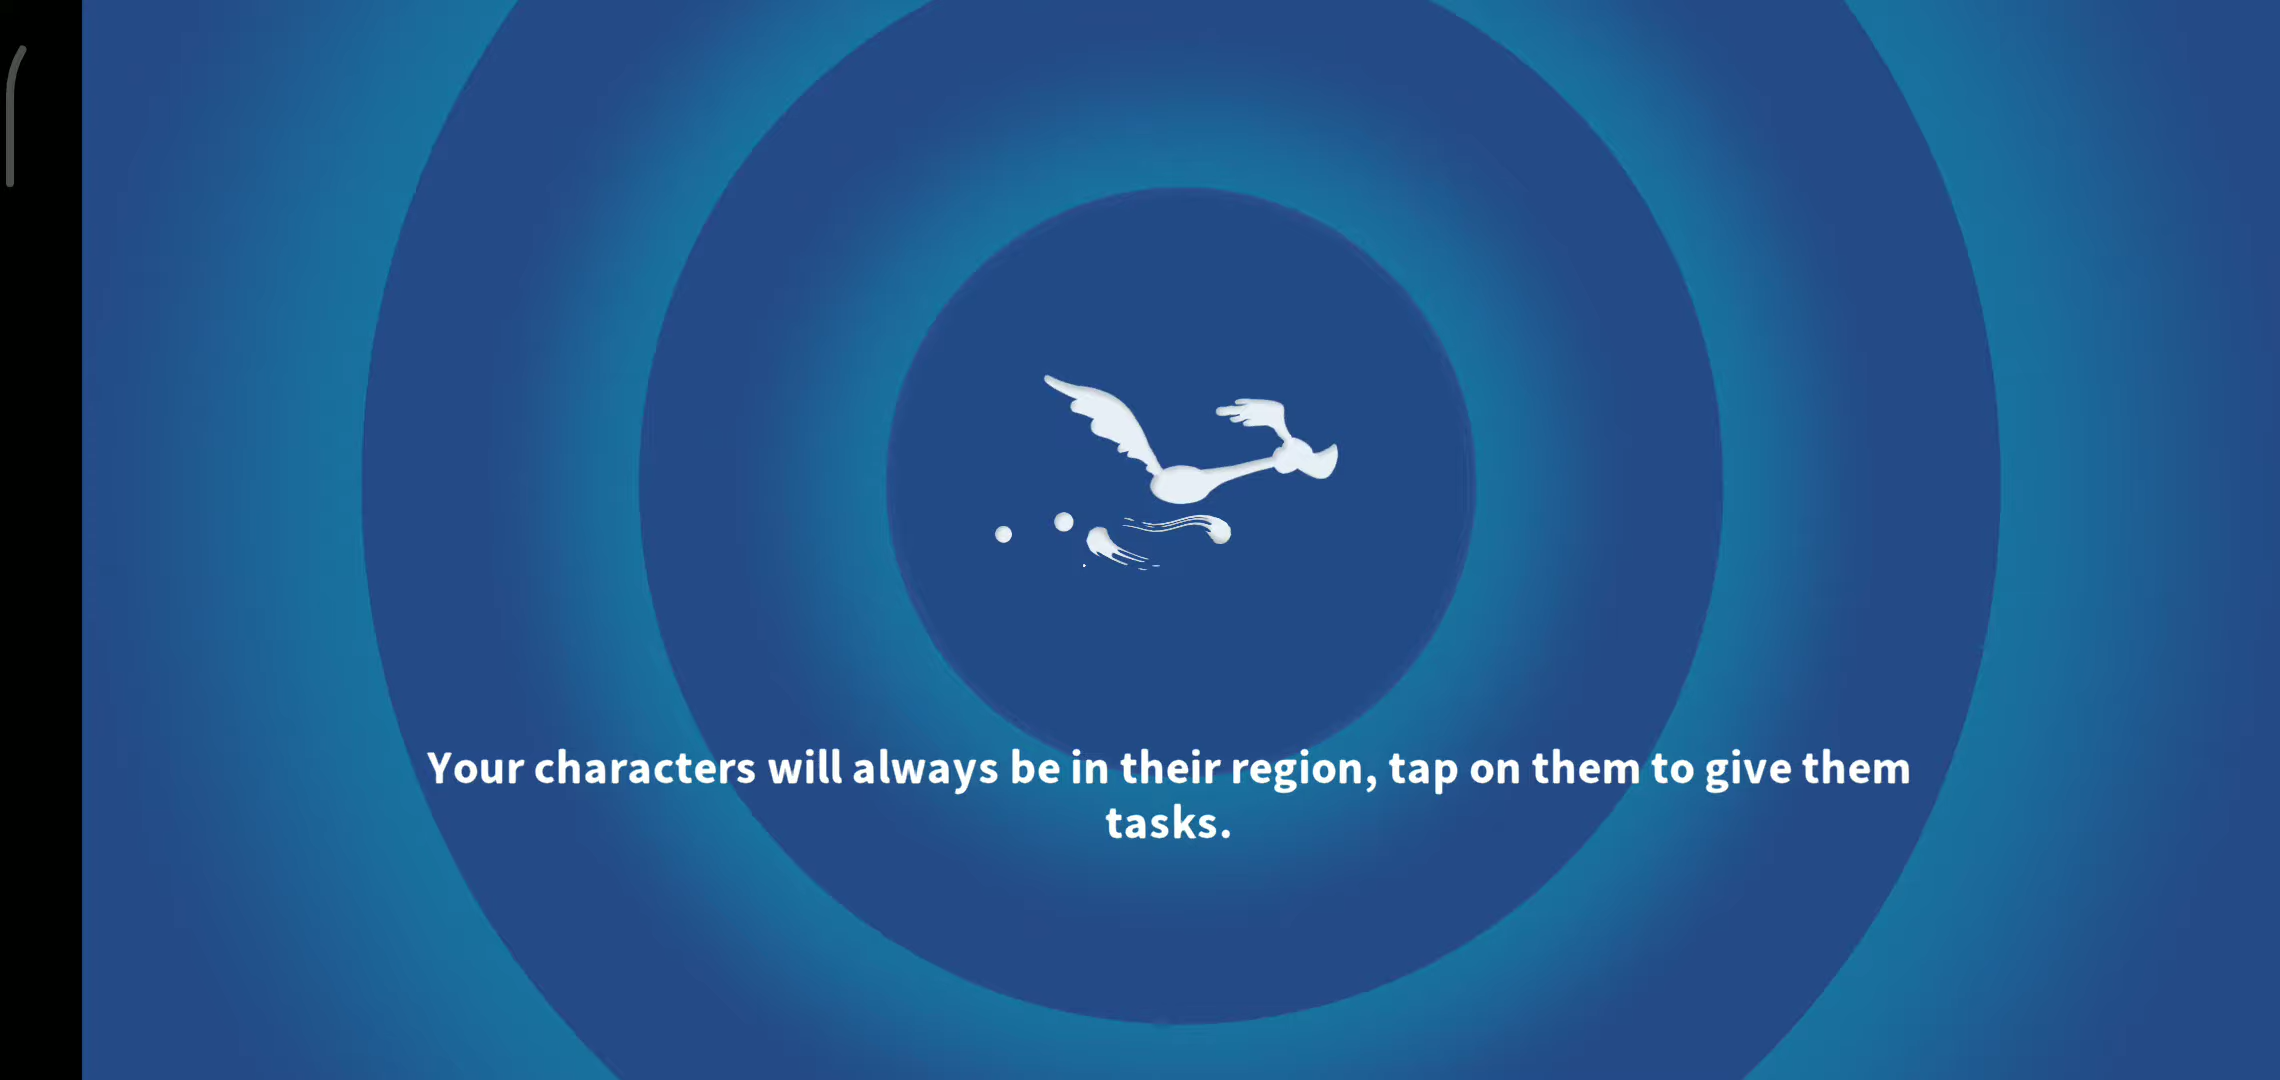 Your characters will always be in their region, tap on them to give them
tasks.